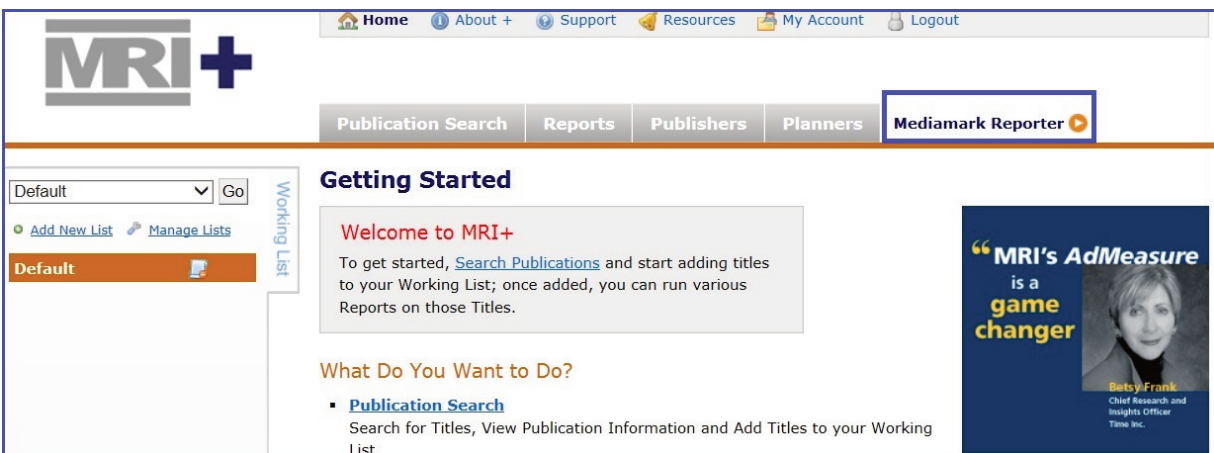 MRI+
Home About + Support Resources My Account Logout
Publication Search Reports Publishers Planners Mediamark Reporter
Default Go
Add New List Manage Lists
Default
Working List
Getting Started
Welcome to MRI+
To get started, Search Publications and start adding titles
to your Working List; once added, you can run various
Reports on those Titles.
What Do You Want to Do?
Publication Search
Search for Titles, View Publication Information and Add Titles to your Working
List
“MRI's AdMeasure
is a
game
changer
Betsy Frank
Chief Research and
Insights Officer
Time Inc.